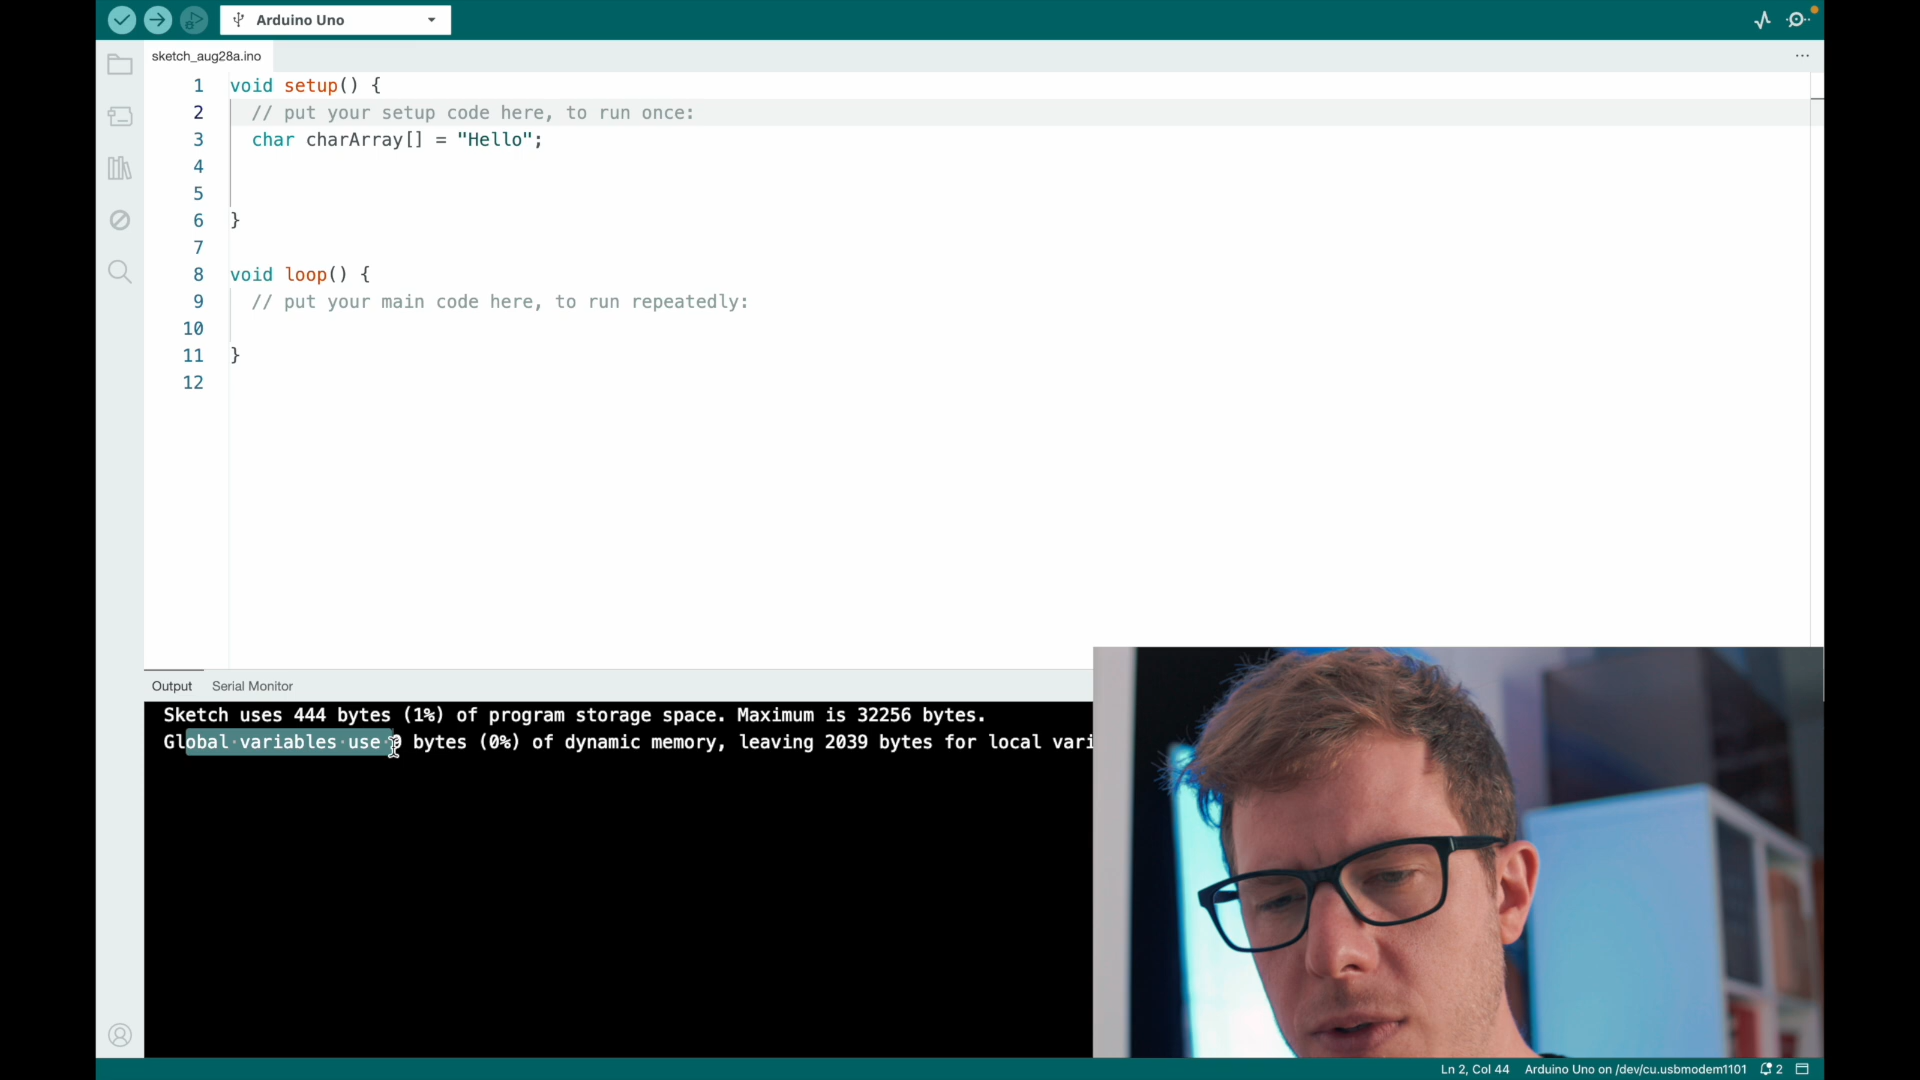 Arduino Uno
sketch_aug28a.ino
...
1 void setup() {
2 // put your setup code here, to run once:
3 char charArray[] = "Hello";
4
5
6 }
7
8 void loop() {
9 // put your main code here, to run repeatedly:
10
11 }
12
Output Serial Monitor
Sketch uses 444 bytes (1%) of program storage space. Maximum is 32256 bytes.
Global variables use 9 bytes (0%) of dynamic memory, leaving 2039 bytes for local vari
Ln 2, Col 44 Arduino Uno on /dev/cu.usbmodem1101 2